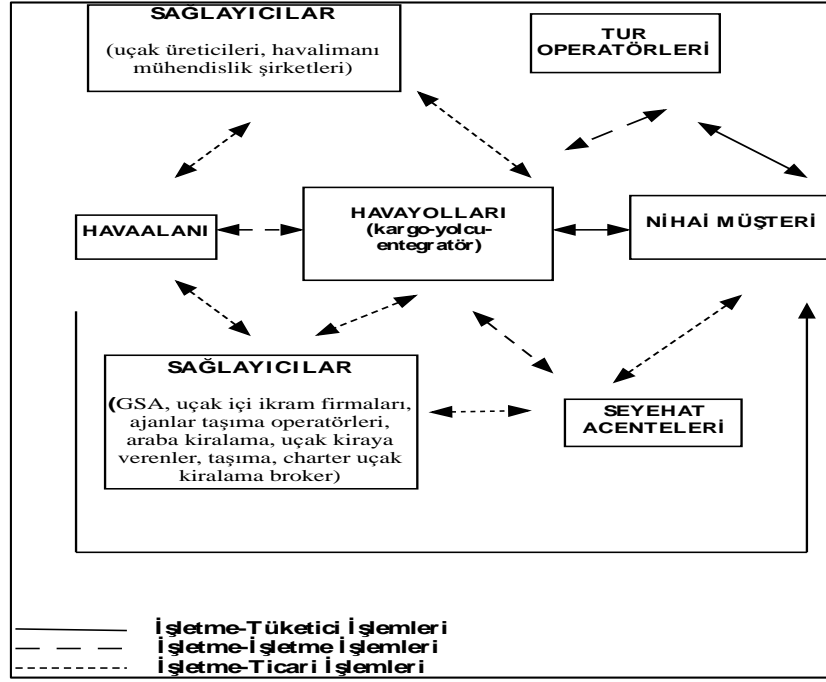 SAĞLAYICILAR
(uçak üreticileri, havalimanı
mühendislik şirketleri)
TUR
OPERATÖRLERİ
HAVAALANI
HAVAYOLLARI
(kargo-yolcu-
entegratör)
NİHAİ MÜŞTERİ
SAĞLAYICILAR
(GSA, uçak içi ikram firmaları,
ajanlar taşıma operatörleri,
araba kiralama, uçak kiraya
verenler, taşıma, charter uçak
kiralama broker)
SEYEHAT
ACENTELERİ
İşletme-Tüketici İşlemleri
İşletme-İşletme İşlemleri
İşletme-Ticari İşlemleri